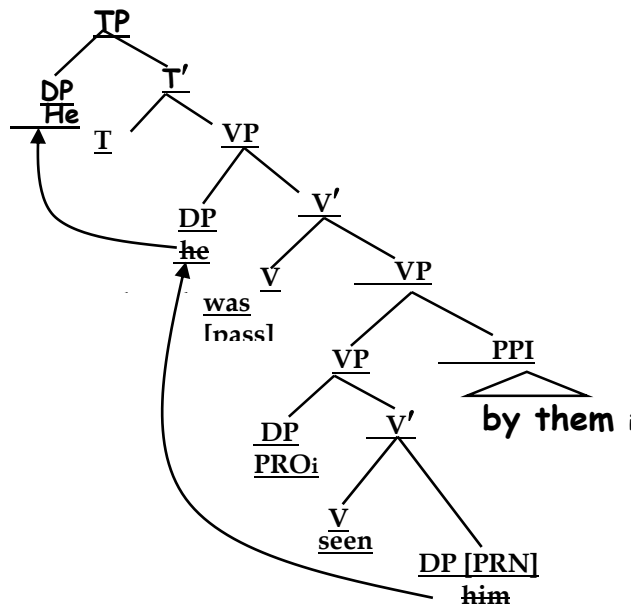 TP
DP
He
T′
T
VP
DP
he
V′
V
was
[pass]
VP
VP
PPI
by them i
DP
PROi
V′
V
seen
DP [PRN]
him